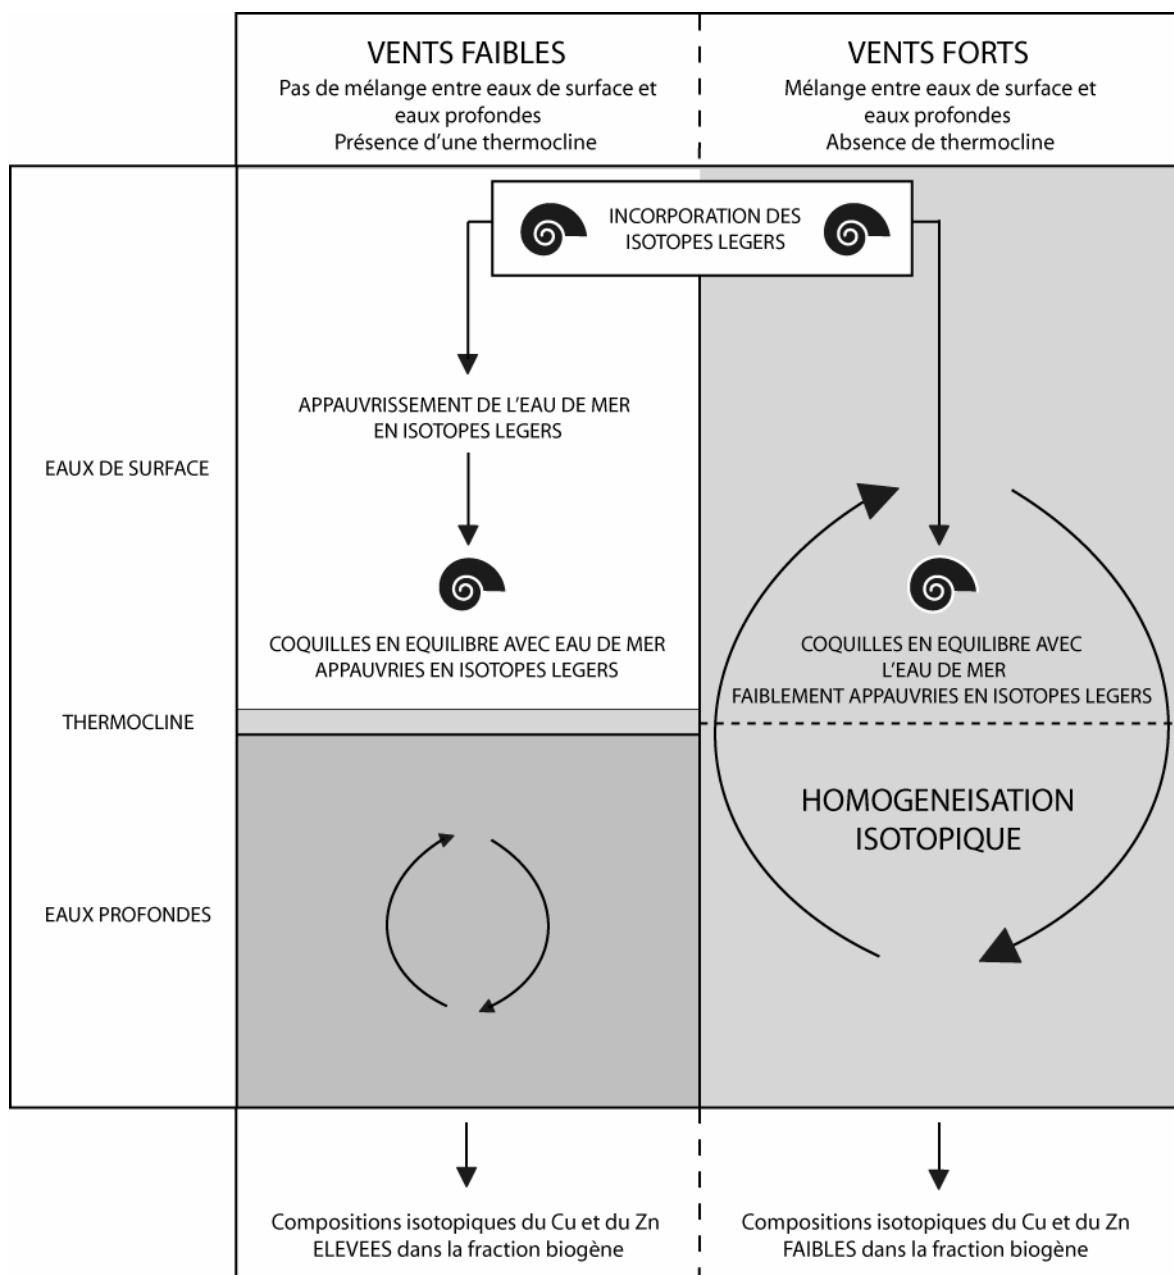 VENTS FAIBLES
Pas de mélange entre eaux de surface et
eaux profondes
Présence d'une thermocline
VENTS FORTS
Mélange entre eaux de surface et
eaux profondes
Absence de thermocline
INCORPORATION DES
ISOTOPES LEGERS
APPAUVRISSEMENT DE L'EAU DE MER
EN ISOTOPES LEGERS
EAUX DE SURFACE
COQUILLES EN EQUILIBRE AVEC EAU DE MER
APPAUVRIES EN ISOTOPES LEGERS
COQUILLES EN EQUILIBRE AVEC
L'EAU DE MER
FAIBLEMENT APPAUVRIES EN ISOTOPES LEGERS
THERMOCLINE
HOMOGENEISATION
ISOTOPIQUE
EAUX PROFONDES
Compositions isotopiques du Cu et du Zn
ELEVEES dans la fraction biogène
Compositions isotopiques du Cu et du Zn
FAIBLES dans la fraction biogène